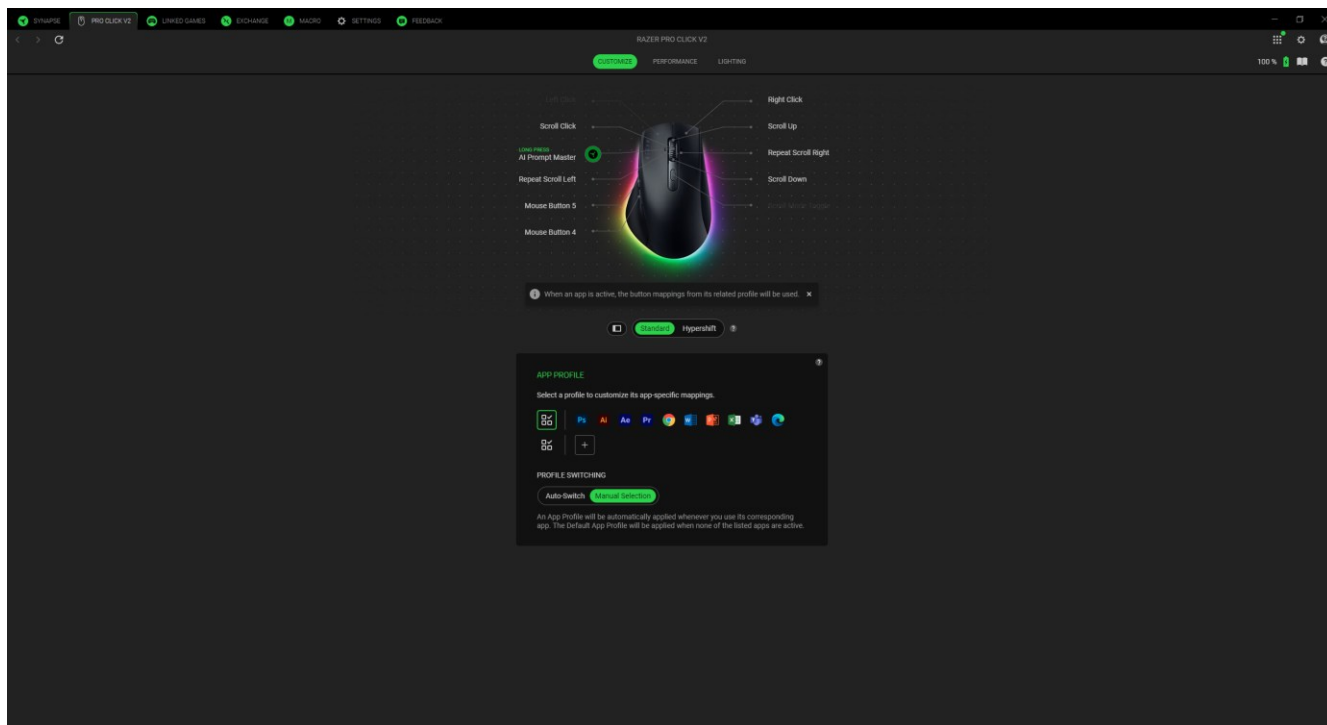 SYNAPSE PRO CLICK V2 LINKED GAMES EXCHANGE MACRO SETTINGS FEEDBACK
RAZER PRO CLICK V2
CUSTOMIZE PERFORMANCE LIGHTING
100 %
Left Click
Right Click
Scroll Click
Scroll Up
LONG PRESS
AI Prompt Master
Repeat Scroll Right
Repeat Scroll Left
Scroll Down
Mouse Button 5
Scroll Mode Toggle
Mouse Button 4
When an app is active, the button mappings from its related profile will be used.
Standard Hypershift
APP PROFILE
Select a profile to customize its app-specific mappings.
Ps Ai Ae Pr
PROFILE SWITCHING
Auto-Switch Manual Selection
An App Profile will be automatically applied whenever you use its corresponding
app. The Default App Profile will be applied when none of the listed apps are active.